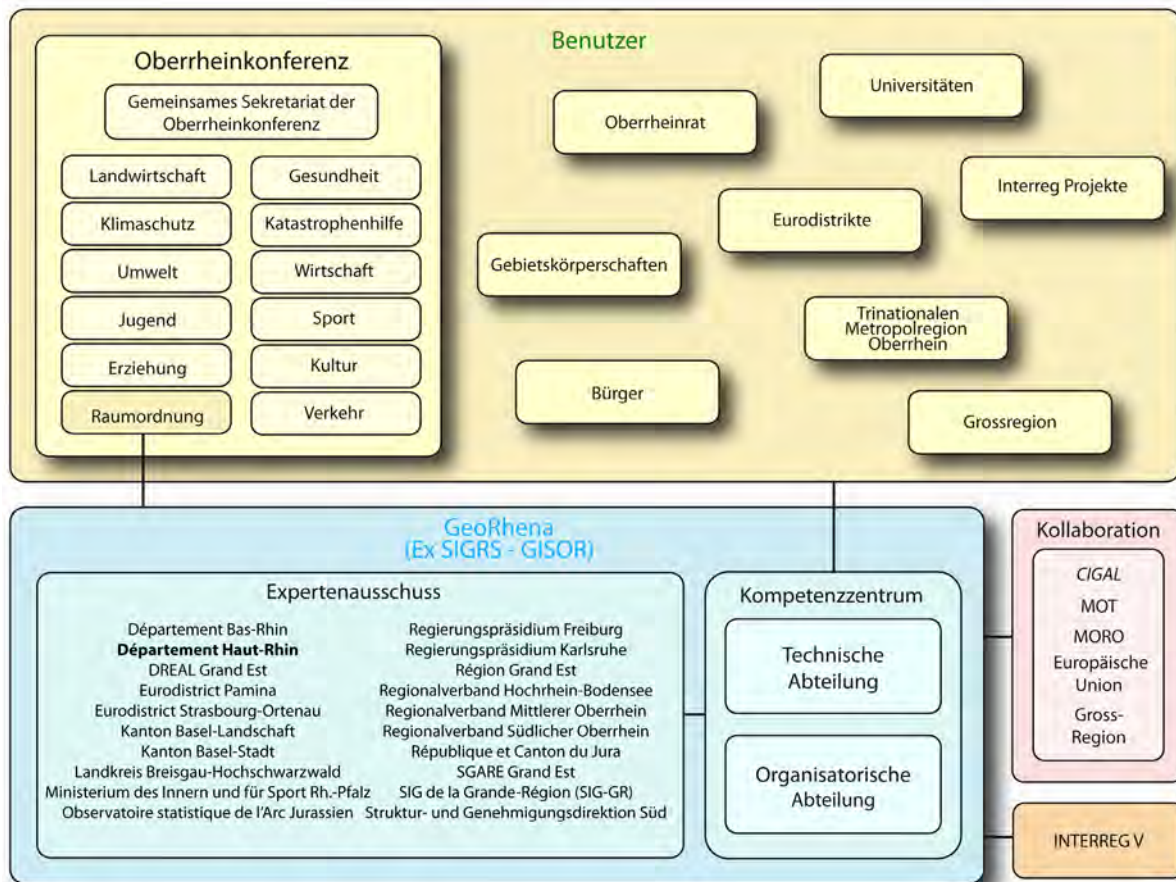 Benutzer
Oberrheinkonferenz
Gemeinsames Sekretariat der
Oberrheinkonferenz
Landwirtschaft
Gesundheit
Klimaschutz
Katastrophenhilfe
Umwelt
Wirtschaft
Jugend
Sport
Erziehung
Kultur
Raumordnung
Verkehr
Universitäten
Oberrheinrat
Interreg Projekte
Eurodistrikte
Gebietskörperschaften
Trinationalen
Metropolregion
Oberrhein
Bürger
Grossregion
GeoRhena
(Ex SIGRS - GISOR)
Expertenausschuss
Département Bas-Rhin
Département Haut-Rhin
DREAL Grand Est
Eurodistrict Pamina
Eurodistrict Strasbourg-Ortenau
Kanton Basel-Landschaft
Kanton Basel-Stadt
Landkreis Breisgau-Hochschwarzwald
Ministerium des Innern und für Sport Rh.-Pfalz
Observatoire statistique de l'Arc Jurassien
Regierungspräsidium Freiburg
Regierungspräsidium Karlsruhe
Région Grand Est
Regionalverband Hochrhein-Bodensee
Regionalverband Mittlerer Oberrhein
Regionalverband Südlicher Oberrhein
République et Canton du Jura
SGARE Grand Est
SIG de la Grande-Région (SIG-GR)
Struktur- und Genehmigungsdirektion Süd
Kompetenzzentrum
Technische
Abteilung
Organisatorische
Abteilung
Kollaboration
CIGAL
MOT
MORO
Europäische
Union
Gross-
Region
INTERREG V